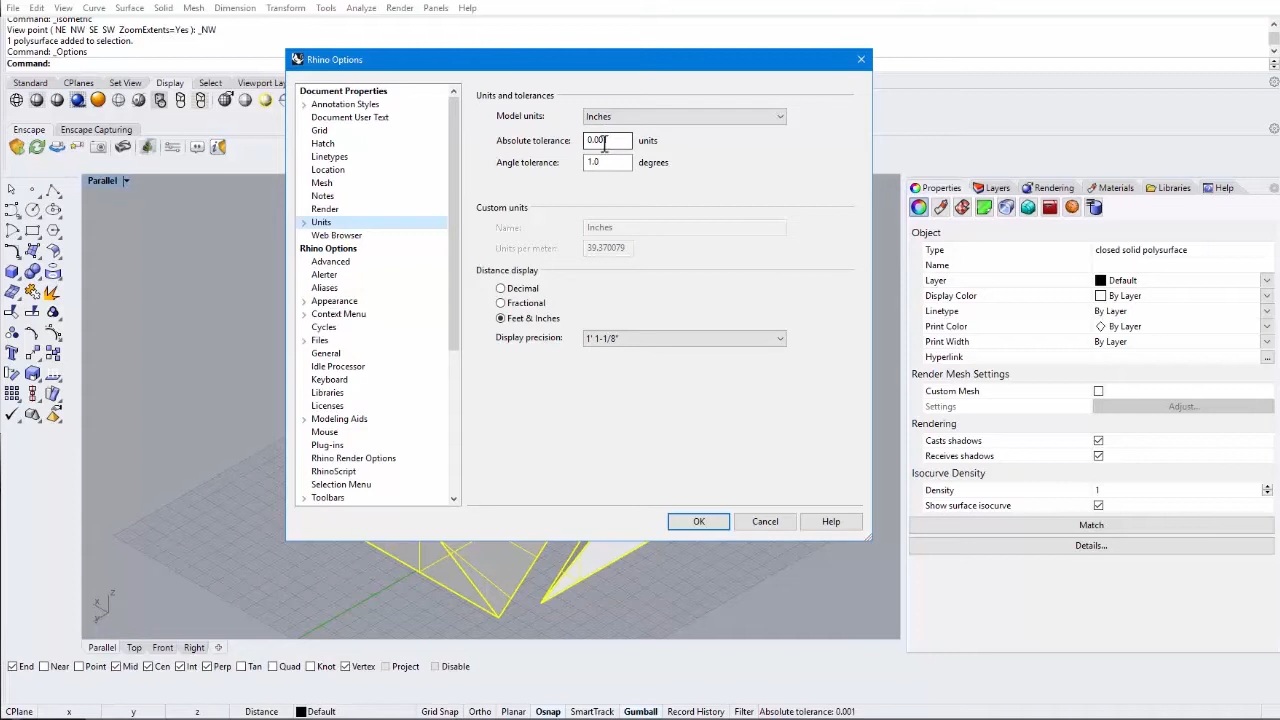 File Edit View Curve Surface Solid Mesh Dimension Transform Tools Analyze Render Panels Help
Command: _Isometric
View point ( NE NW SE SW ZoomExtents=Yes ): _NW
1 polysurface added to selection.
Command: _Options
Command:
Standard CPlanes Set View Display Select Viewport Lay
Enscape Enscape Capturing
Parallel
Rhino Options
Document Properties
Annotation Styles
Document User Text
Grid
Hatch
Linetypes
Location
Mesh
Notes
Render
Units
Web Browser
Rhino Options
Advanced
Alerter
Aliases
Appearance
Context Menu
Cycles
Files
General
Idle Processor
Keyboard
Libraries
Licenses
Modeling Aids
Mouse
Plug-ins
Rhino Render Options
RhinoScript
Selection Menu
Toolbars
Units and tolerances
Model units: Inches
Absolute tolerance: 0.001 units
Angle tolerance: 1.0 degrees
Custom units
Name: Inches
Units per meter: 39.370079
Distance display
Decimal
Fractional
Feet & Inches
Display precision: 1' 1-1/8"
OK Cancel Help
Properties Layers Rendering Materials Libraries Help
Object
Type closed solid polysurface
Name
Layer Default
Display Color By Layer
Linetype By Layer
Print Color By Layer
Print Width By Layer
Hyperlink ...
Render Mesh Settings
Custom Mesh
Settings Adjust...
Rendering
Casts shadows
Receives shadows
Isocurve Density
Density 1
Show surface isocurve
Match
Details...
z
x y
Parallel Top Front Right
End Near Point Mid Cen Int Perp Tan Quad Knot Vertex Project Disable
CPlane x y z Distance Default Grid Snap Ortho Planar Osnap SmartTrack Gumball Record History Filter Absolute tolerance: 0.001